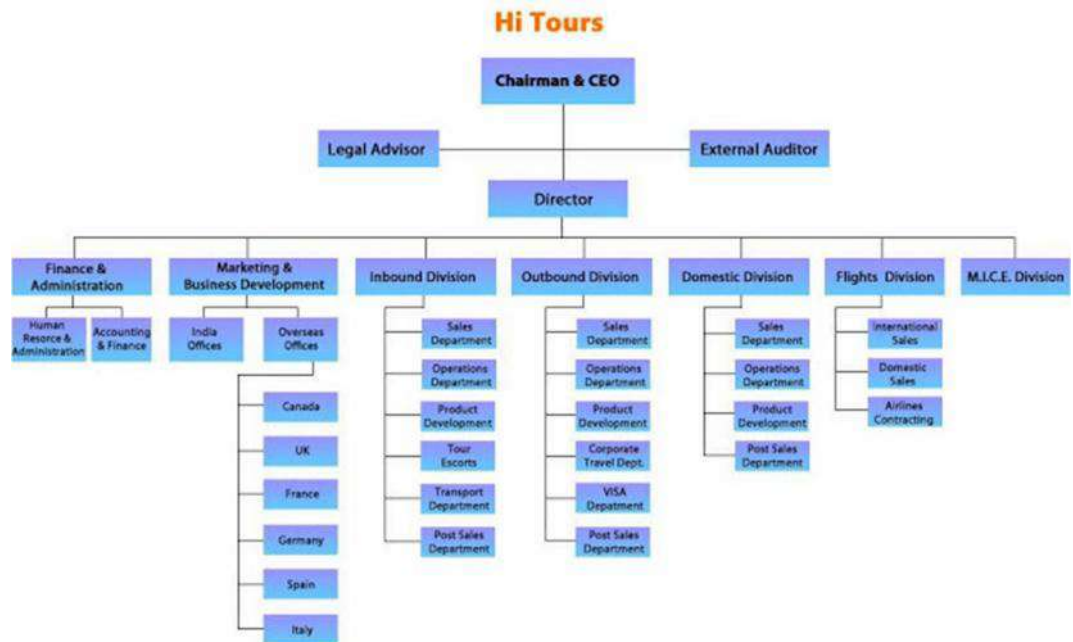 Hi Tours
Chairman & CEO
Legal Advisor
External Auditor
Director
Finance &
Administration
Marketing &
Business Development
Inbound Division
Outbound Division
Domestic Division
Flights Division
M.I.C.E. Division
Human
Resorce &
Administration
Accounting
& Finance
India
Offices
Overseas
Offices
Canada
UK
France
Germany
Spain
Italy
Sales
Department
Operations
Department
Product
Development
Tour
Escorts
Transport
Department
Post Sales
Department
Sales
Department
Operations
Department
Product
Development
Corporate
Travel Dept.
VISA
Depatment
Post Sales
Department
Sales
Department
Operations
Department
Product
Development
Post Sales
Department
International
Sales
Domestic
Sales
Airlines
Contracting